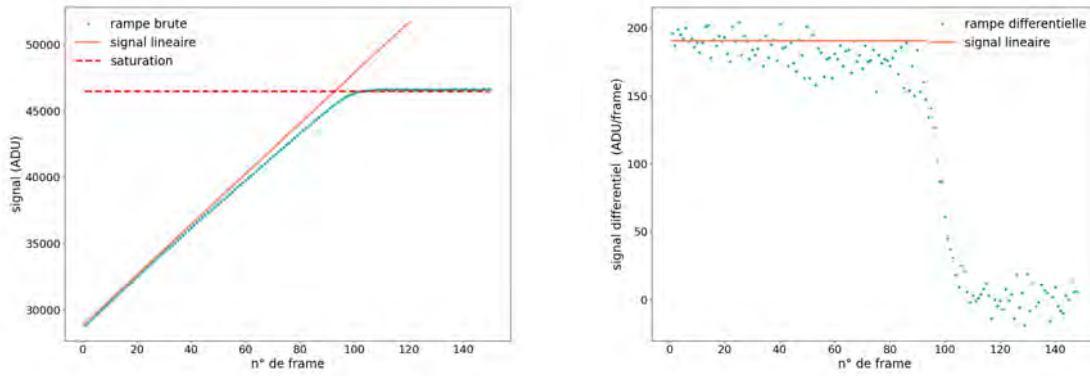 rampe brute
signal lineaire
saturation
50000
45000
40000
35000
30000
signal (ADU)
0 20 40 60 80 100 120 140
n° de frame
rampe differentielle
signal lineaire
200
150
100
50
0
signal differentiel (ADU/frame)
0 20 40 60 80 100 120 140
n° de frame